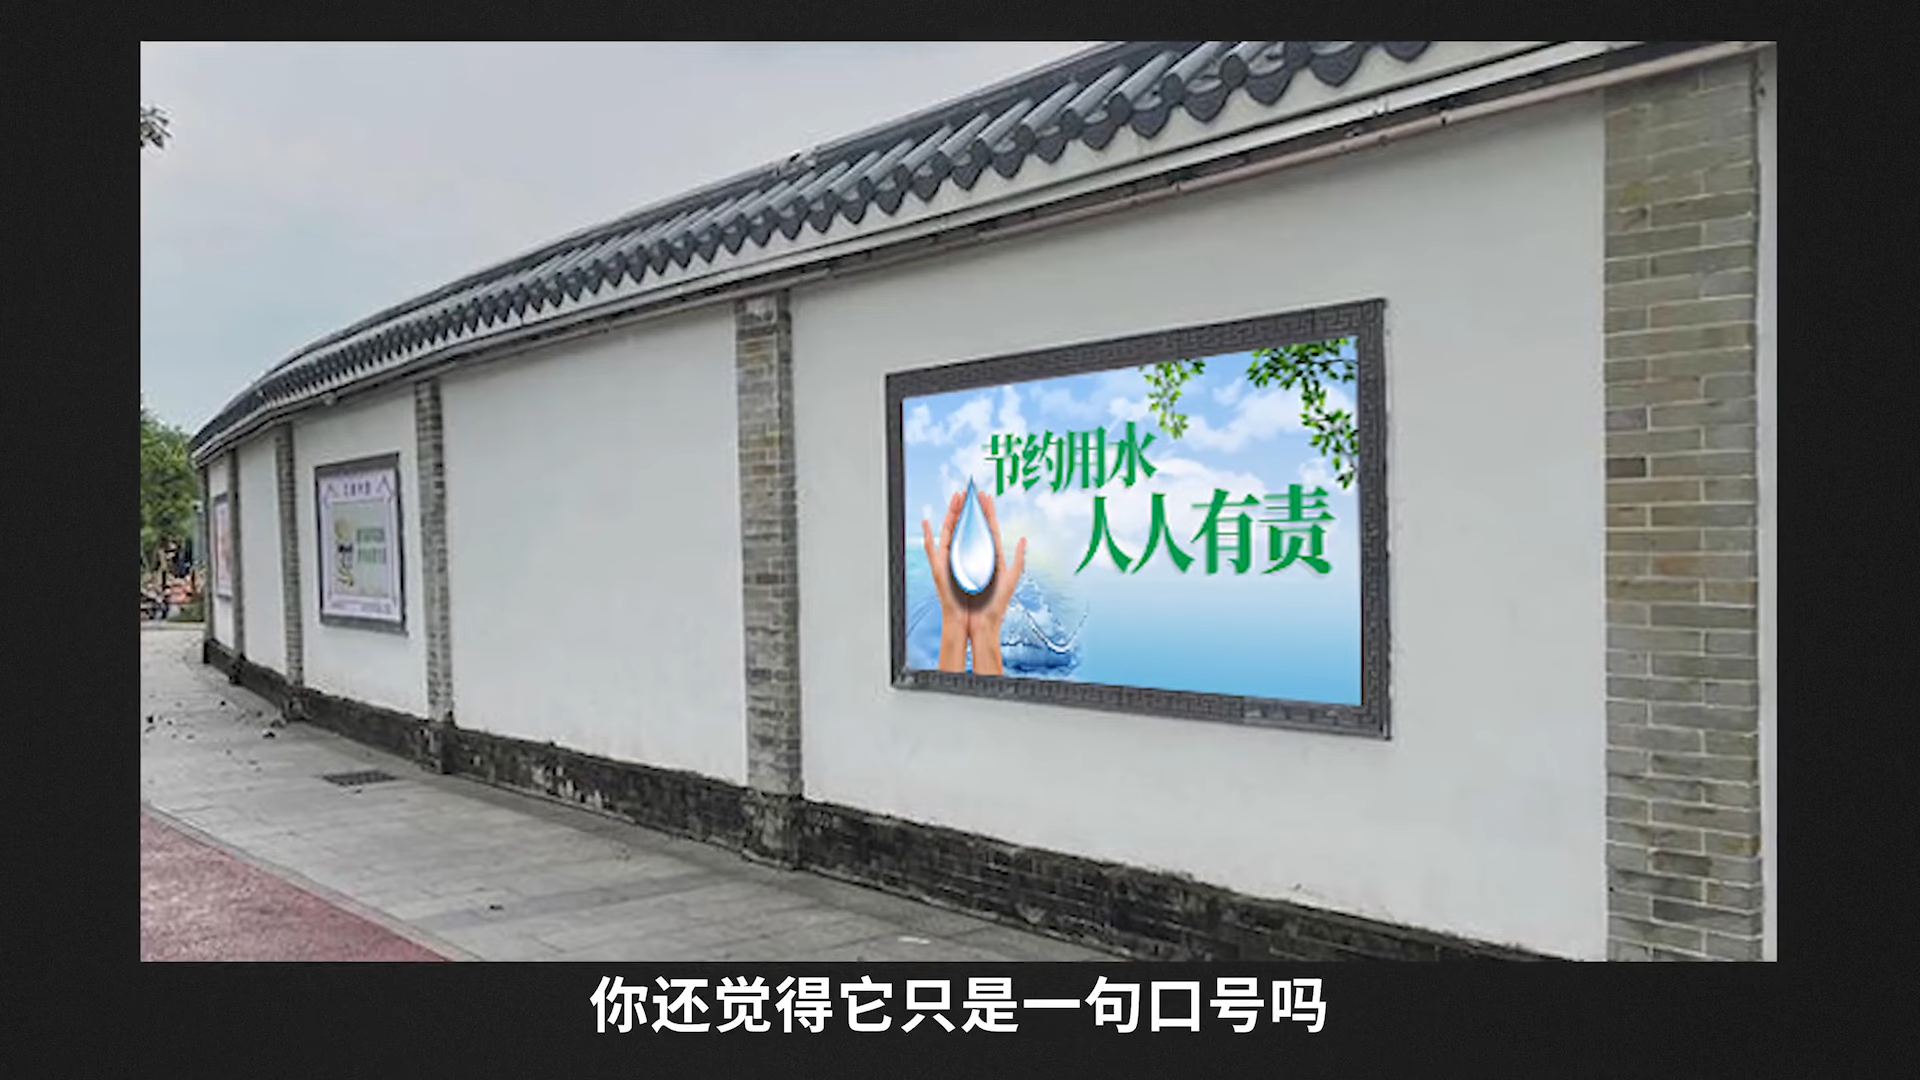 节约用水
人人有责
你还觉得它只是一句口号吗